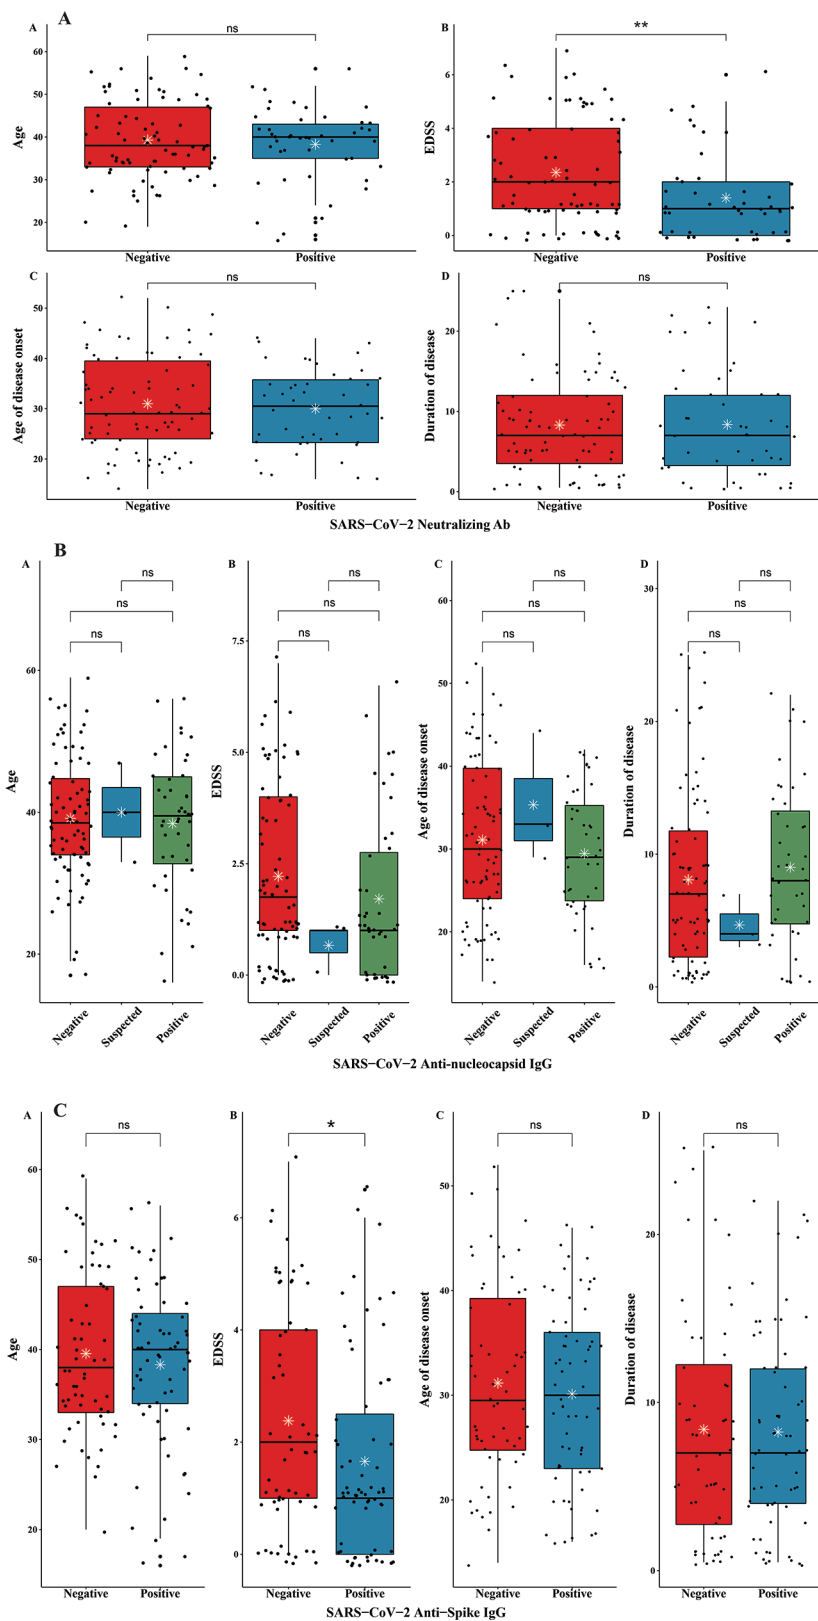 A
A
B
ns
**
Age
60
50
40
30
20
EDSS
6
4
2
0
Negative
Positive
Negative
Positive
C
D
ns
ns
Age of disease onset
50
40
30
20
Duration of disease
20
10
0
Negative
Positive
Negative
Positive
SARS−CoV−2 Neutralizing Ab
B
A
B
C
D
ns
ns
ns
Age
60
40
20
ns
ns
ns
EDSS
7.5
5.0
2.5
0.0
ns
ns
ns
Age of disease onset
60
50
40
30
20
ns
ns
ns
Duration of disease
30
20
10
0
Negative
Suspected
Positive
Negative
Suspected
Positive
Negative
Suspected
Positive
Negative
Suspected
Positive
SARS−CoV−2 Anti-nucleocapsid IgG
C
A
B
C
D
ns
*
ns
ns
Age
60
50
40
30
20
EDSS
6
4
2
0
Age of disease onset
50
40
30
20
Duration of disease
20
10
0
Negative
Positive
Negative
Positive
Negative
Positive
Negative
Positive
SARS−CoV−2 Anti−Spike IgG